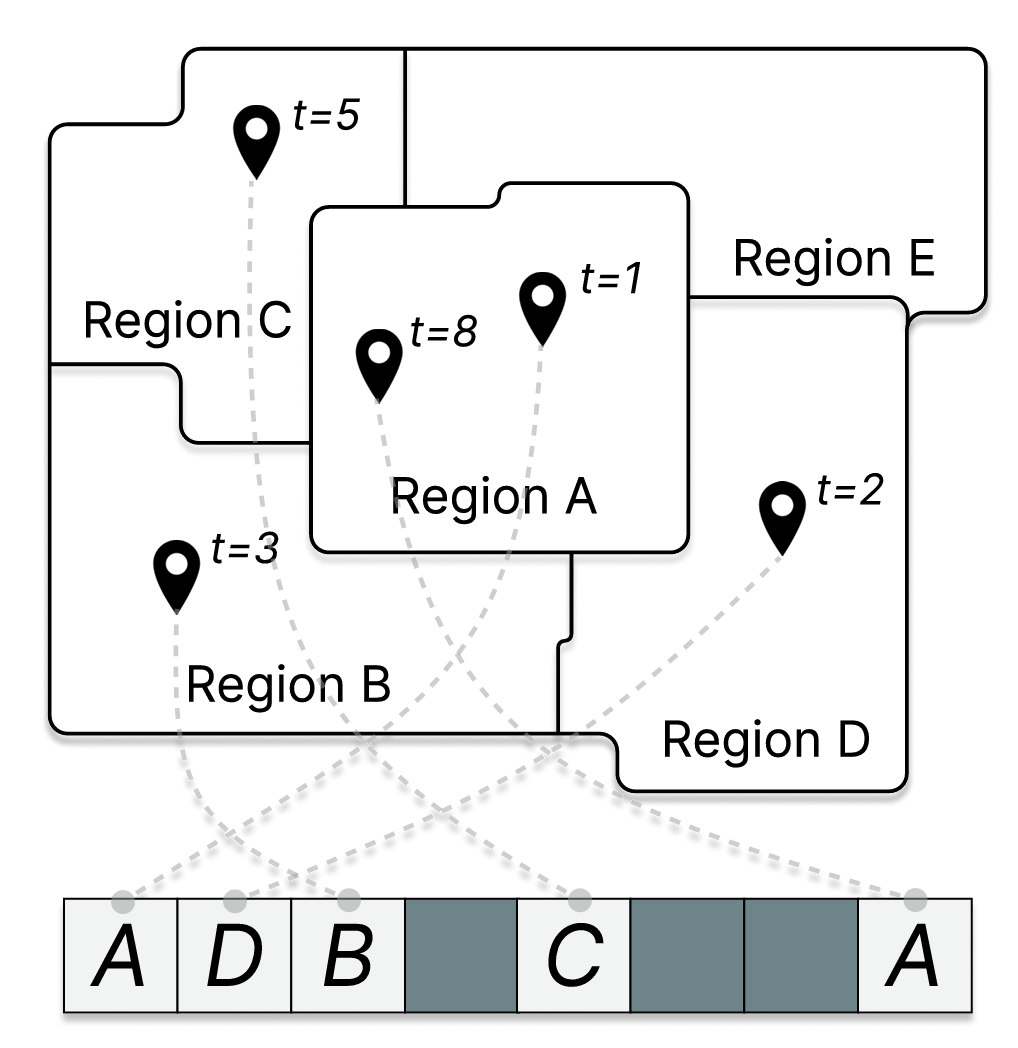 t=5
Region E
t=1
Region C
t=8
Region A
t=2
t=3
Region B
Region D
A D B C A